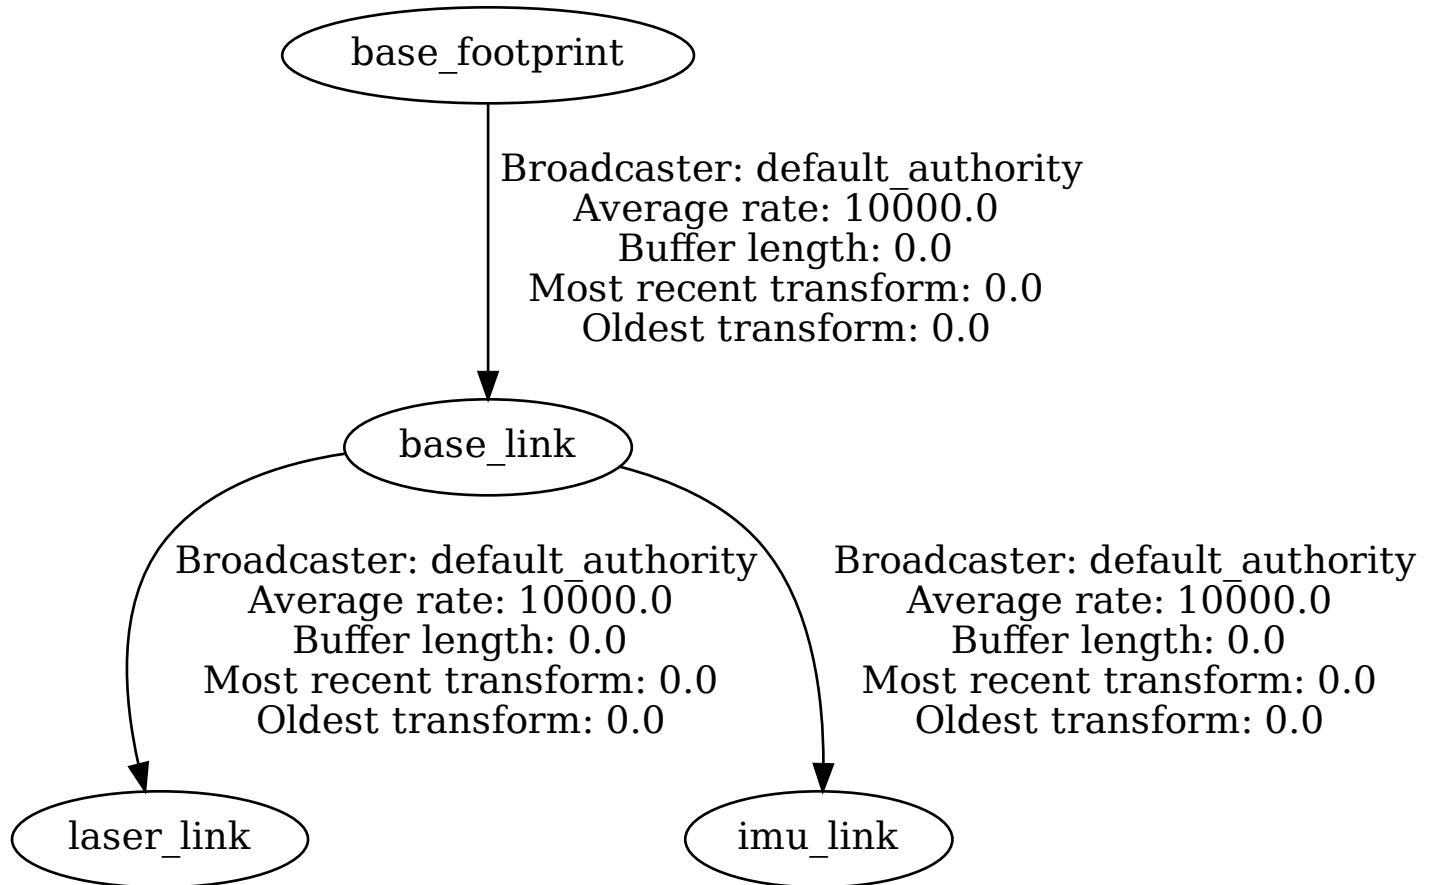 base_footprint
Broadcaster: default_authority
Average rate: 10000.0
Buffer length: 0.0
Most recent transform: 0.0
Oldest transform: 0.0
base_link
Broadcaster: default_authority
Average rate: 10000.0
Buffer length: 0.0
Most recent transform: 0.0
Oldest transform: 0.0
Broadcaster: default_authority
Average rate: 10000.0
Buffer length: 0.0
Most recent transform: 0.0
Oldest transform: 0.0
laser_link
imu_link